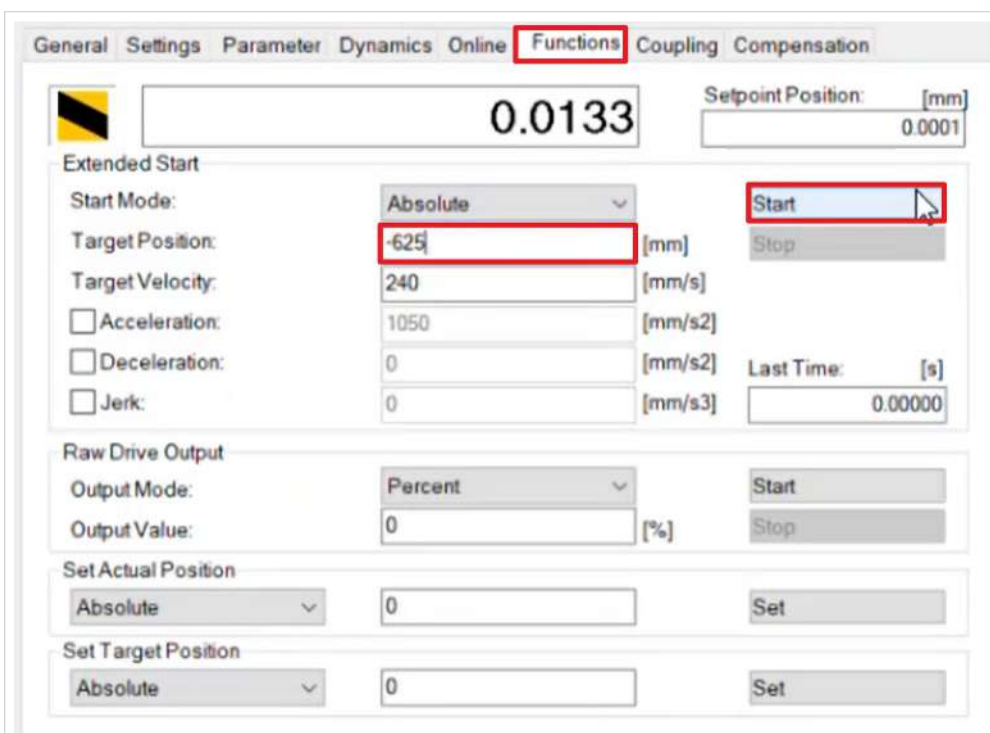 General Settings Parameter Dynamics Online Functions Coupling Compensation
Setpoint Position: [mm]
0.0133
0.0001
Extended Start
Start Mode: Absolute Start
Target Position: -625 [mm] Stop
Target Velocity: 240 [mm/s]
Acceleration: 1050 [mm/s2]
Deceleration: 0 [mm/s2] Last Time: [s]
Jerk: 0 [mm/s3] 0.00000
Raw Drive Output
Output Mode: Percent Start
Output Value: 0 [%] Stop
Set Actual Position
Absolute 0 Set
Set Target Position
Absolute 0 Set